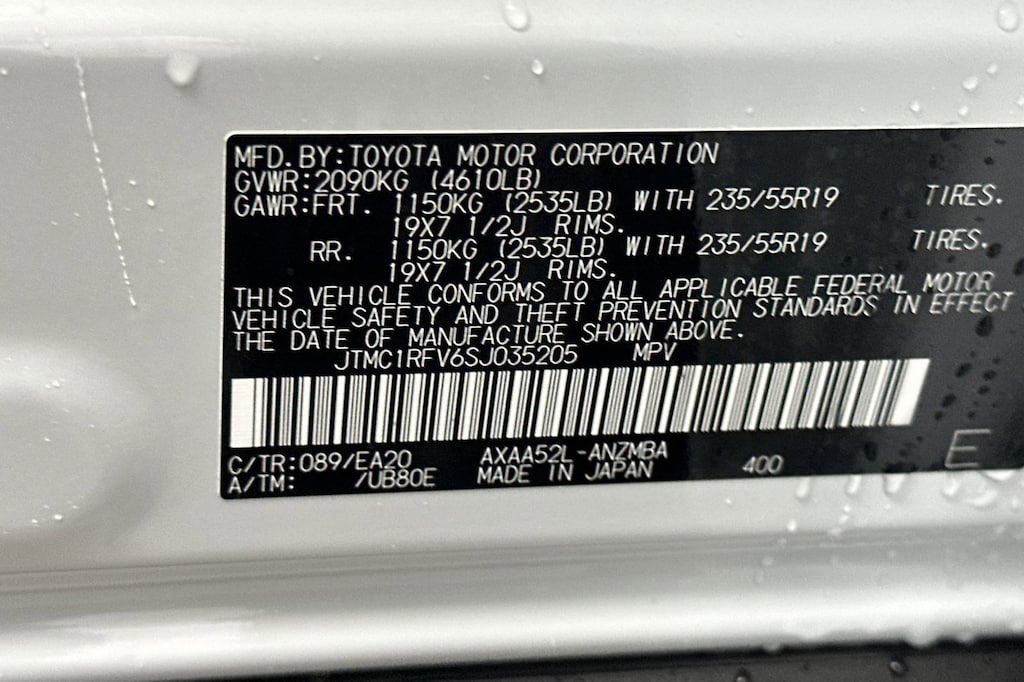 MFD.BY:TOYOTA MOTOR CORPORATION
GVWR:2090KG (4610LB)
GAWR:FRT. 1150KG (2535LB) WITH 235/55R19 TIRES.
19X7 1/2J RIMS.
RR. 1150KG (2535LB) WITH 235/55R19 TIRES.
19X7 1/2J RIMS.
THIS VEHICLE CONFORMS TO ALL APPLICABLE FEDERAL MOTOR
VEHICLE SAFETY AND THEFT PREVENTION STANDARDS IN EFFECT
THE DATE OF MANUFACTURE SHOWN ABOVE.
JTMC1RFV6SJ035205 MPV
C/TR:089/EA20 AXAA52L-ANZMBA
A/TM: /UB80E MADE IN JAPAN 400 E